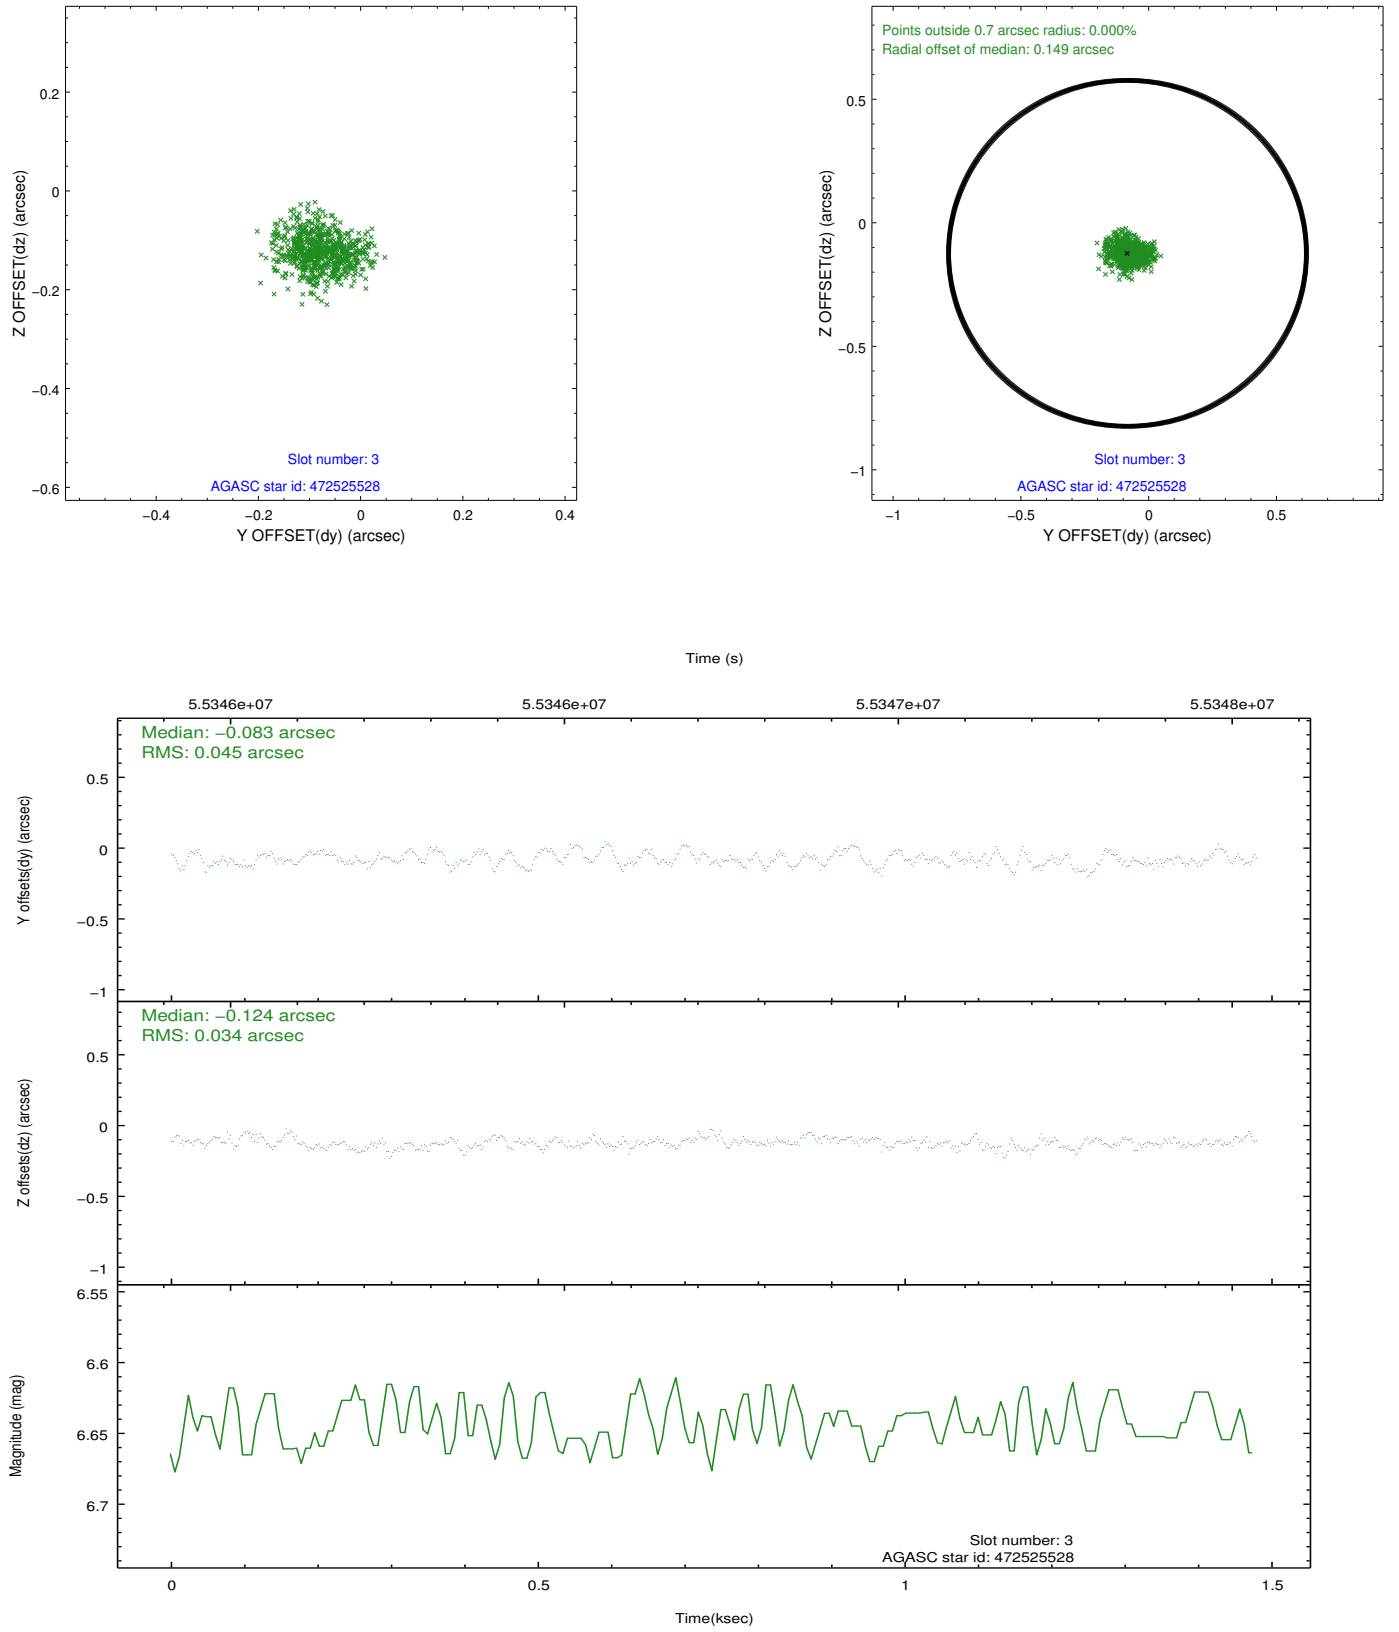 0.2
0
−0.2
−0.4
−0.6
Z OFFSET(dz) (arcsec)
Slot number: 3
AGASC star id: 472525528
−0.4 −0.2 0 0.2 0.4
Y OFFSET(dy) (arcsec)
Points outside 0.7 arcsec radius: 0.000%
Radial offset of median: 0.149 arcsec
0.5
0
−0.5
−1
Z OFFSET(dz) (arcsec)
Slot number: 3
AGASC star id: 472525528
−1 −0.5 0 0.5
Y OFFSET(dy) (arcsec)
Time (s)
5.5346e+07 5.5346e+07 5.5347e+07 5.5348e+07
Median: −0.083 arcsec
RMS: 0.045 arcsec
0.5
0
−0.5
−1
Y offsets(dy) (arcsec)
Median: −0.124 arcsec
RMS: 0.034 arcsec
0.5
0
−0.5
−1
Z offsets(dz) (arcsec)
6.55
6.6
6.65
6.7
Magnitude (mag)
Slot number: 3
AGASC star id: 472525528
0 0.5 1 1.5
Time(ksec)